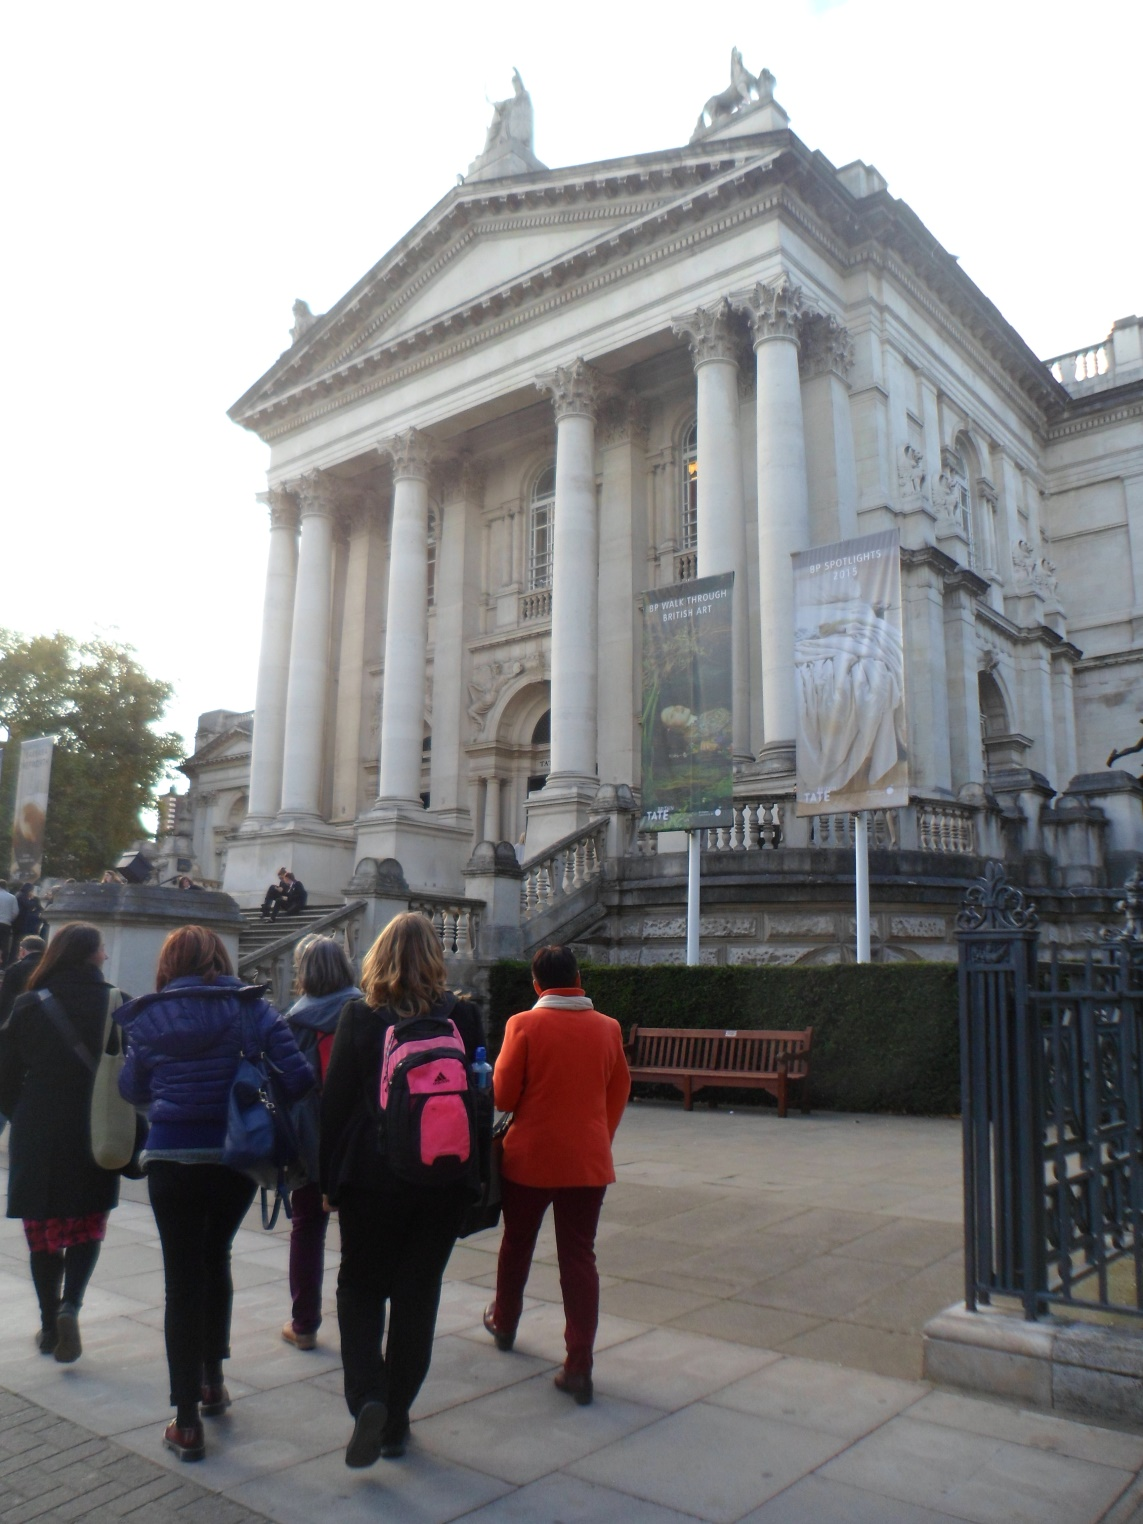 BP WALK THROUGH
BRITISH ART
TATE
BP SPOTLIGHTS
2015
TATE